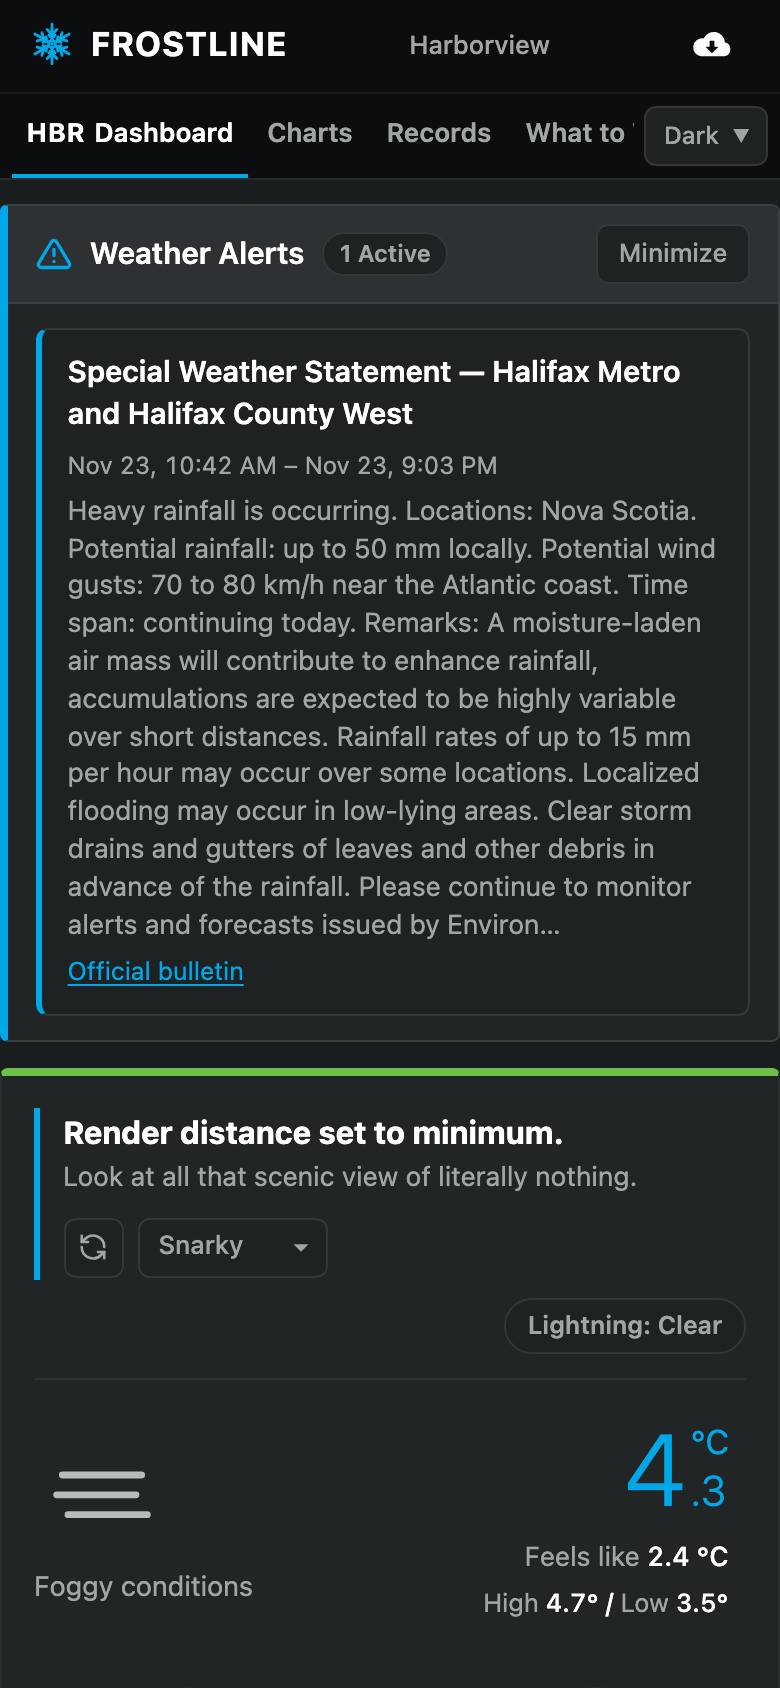 FROSTLINE
Harborview
HBR Dashboard
Charts
Records
What to
Dark
Weather Alerts
1 Active
Minimize
Special Weather Statement — Halifax Metro
and Halifax County West
Nov 23, 10:42 AM – Nov 23, 9:03 PM
Heavy rainfall is occurring. Locations: Nova Scotia.
Potential rainfall: up to 50 mm locally. Potential wind
gusts: 70 to 80 km/h near the Atlantic coast. Time
span: continuing today. Remarks: A moisture-laden
air mass will contribute to enhance rainfall,
accumulations are expected to be highly variable
over short distances. Rainfall rates of up to 15 mm
per hour may occur over some locations. Localized
flooding may occur in low-lying areas. Clear storm
drains and gutters of leaves and other debris in
advance of the rainfall. Please continue to monitor
alerts and forecasts issued by Environ...
Official bulletin
Render distance set to minimum.
Look at all that scenic view of literally nothing.
Snarky
Lightning: Clear
4.3 °C
Feels like 2.4 °C
Foggy conditions
High 4.7° / Low 3.5°